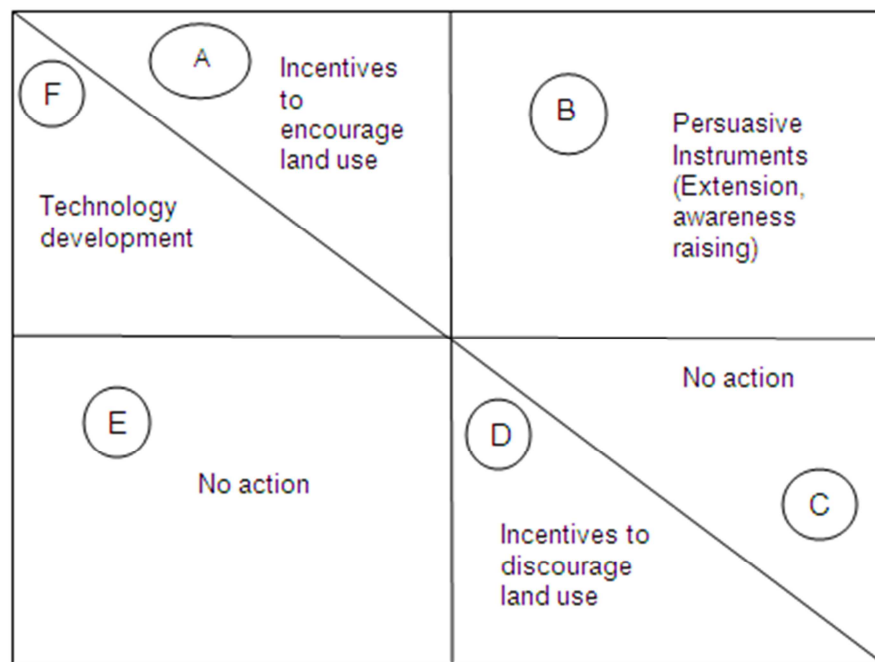 A
Incentives
to
encourage
land use
F
Technology
development
B
Persuasive
Instruments
(Extension,
awareness
raising)
E
No action
No action
D
C
Incentives to
discourage
land use